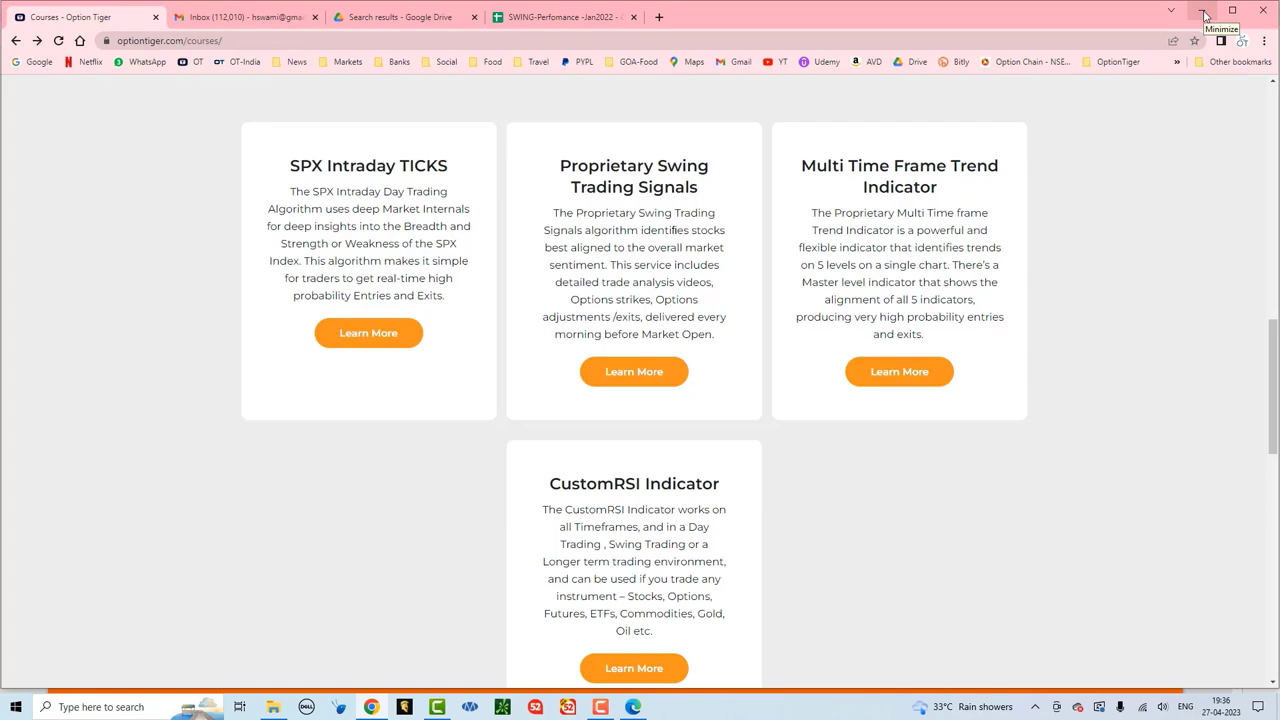 Courses - Option Tiger
Inbox (112,010) - hswami@gma
Search results - Google Drive
SWING-Perfomance -Jan2022 -
Minimize
optiontiger.com/courses/
Google
Netflix
WhatsApp
OT
OT-India
News
Markets
Banks
Social
Food
Travel
PYPL
GOA-Food
Maps
Gmail
YT
Udemy
AVD
Drive
Bitly
Option Chain - NSE...
OptionTiger
»
Other bookmarks
SPX Intraday TICKS
The SPX Intraday Day Trading
Algorithm uses deep Market Internals
for deep insights into the Breadth and
Strength or Weakness of the SPX
Index. This algorithm makes it simple
for traders to get real-time high
probability Entries and Exits.
Learn More
Proprietary Swing
Trading Signals
The Proprietary Swing Trading
Signals algorithm identifies stocks
best aligned to the overall market
sentiment. This service includes
detailed trade analysis videos,
Options strikes, Options
adjustments /exits, delivered every
morning before Market Open.
Learn More
Multi Time Frame Trend
Indicator
The Proprietary Multi Time frame
Trend Indicator is a powerful and
flexible indicator that identifies trends
on 5 levels on a single chart. There's a
Master level indicator that shows the
alignment of all 5 indicators,
producing very high probability entries
and exits.
Learn More
CustomRSI Indicator
The CustomRSI Indicator works on
all Timeframes, and in a Day
Trading , Swing Trading or a
Longer term trading environment,
and can be used if you trade any
instrument – Stocks, Options,
Futures, ETFs, Commodities, Gold,
Oil etc.
Learn More
Type here to search
33°C Rain showers
ENG
19:36
27-04-2023